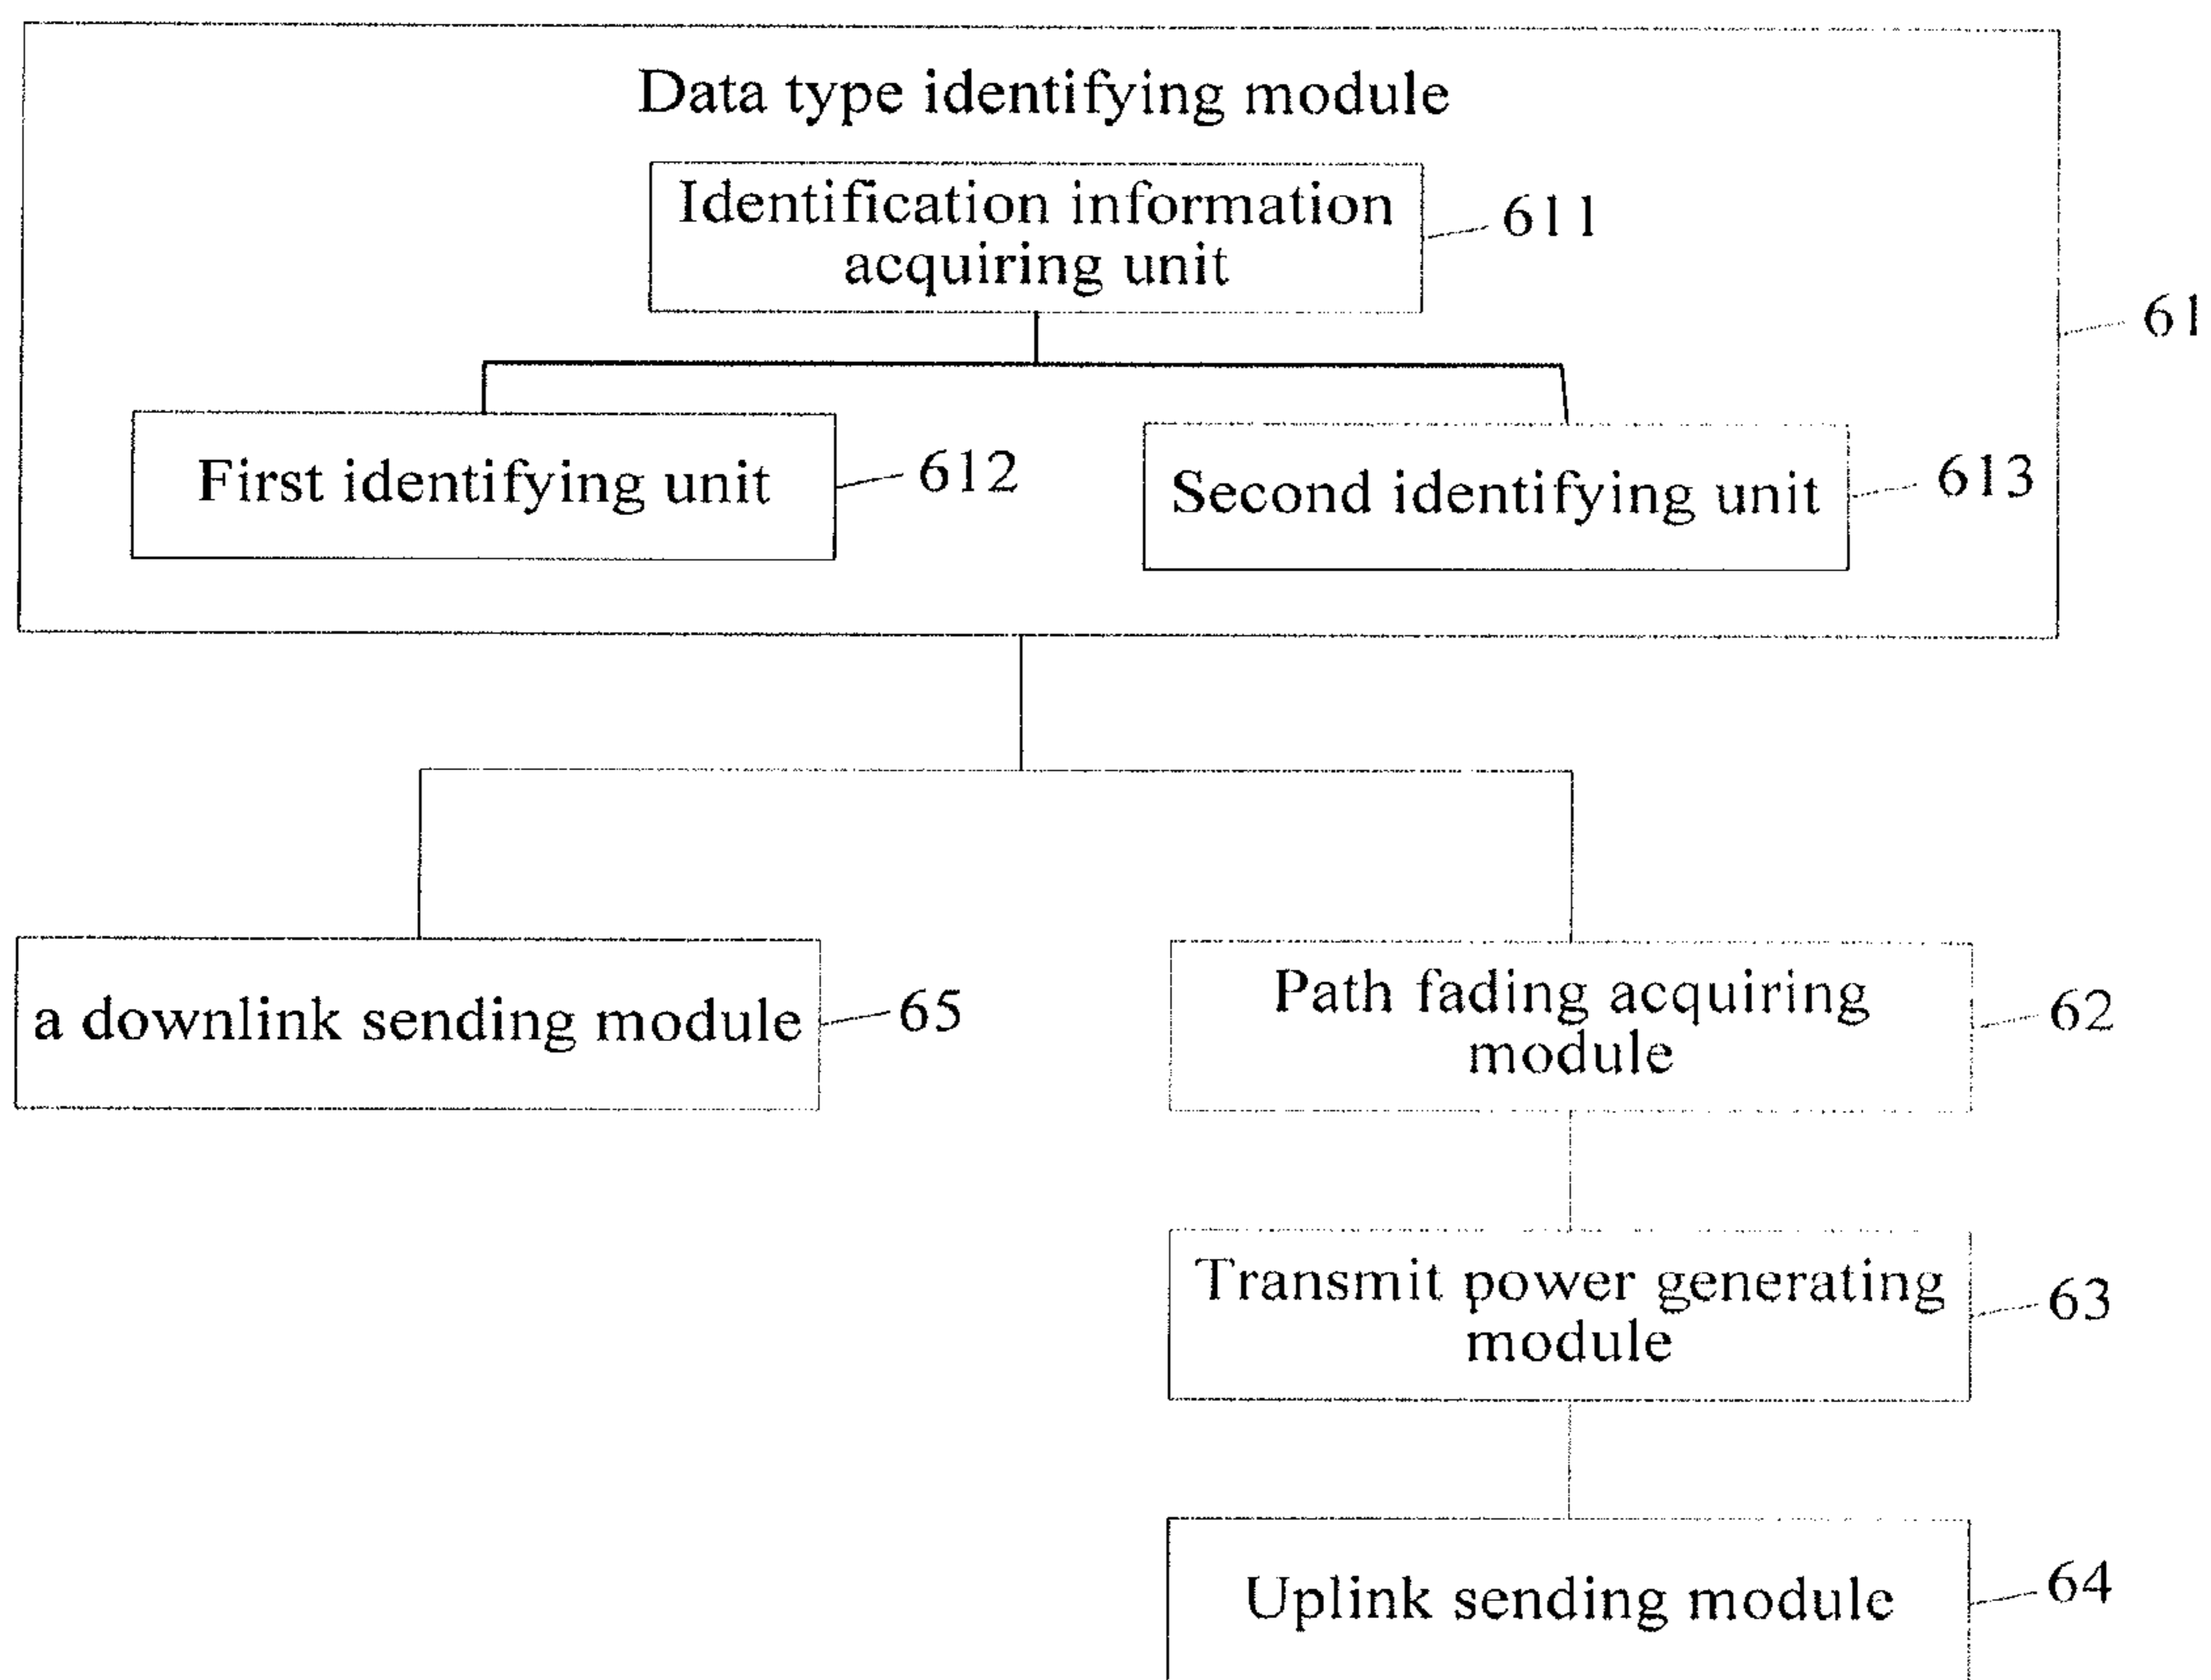 Data type identifying module
Identification information
acquiring unit
611
61
First identifying unit
612
Second identifying unit
613
a downlink sending module
65
Path fading acquiring
module
62
Transmit power generating
module
63
Uplink sending module
64